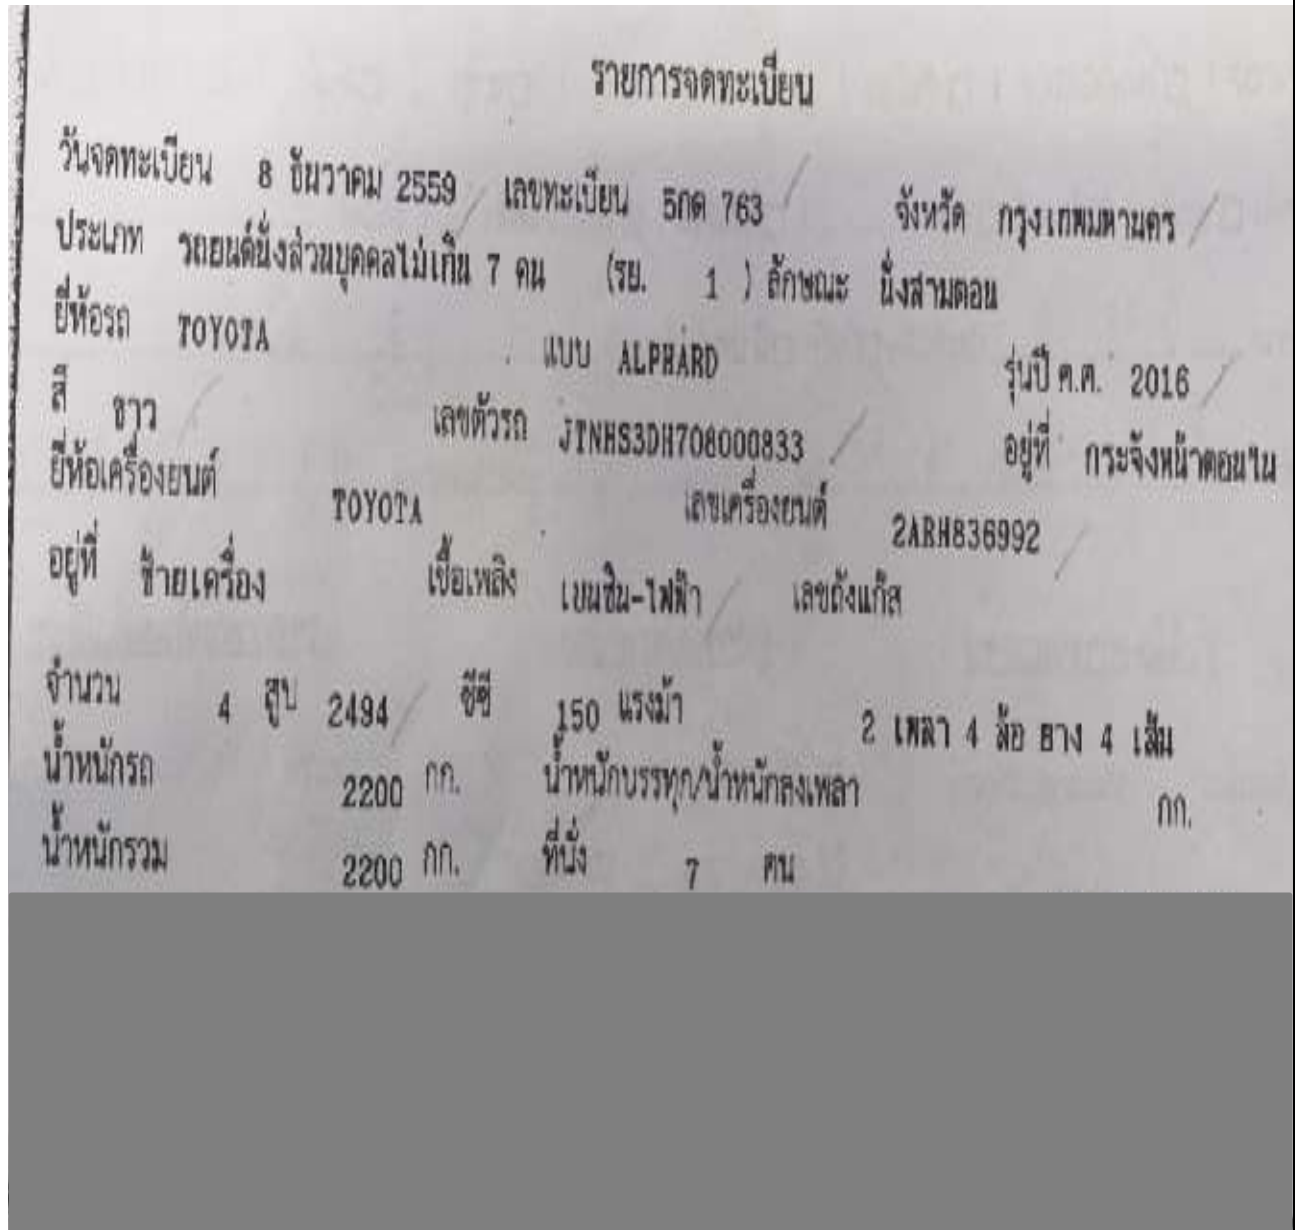 รายการจดทะเบียน
วันจดทะเบียน 8 ธันวาคม 2559 เลขทะเบียน 5กต 763 จังหวัด กรุงเทพมหานคร
ประเภท รถยนต์นั่งส่วนบุคคลไม่เกิน 7 คน (รย. 1 ) ลักษณะ นั่งสามตอน
ยี่ห้อรถ TOYOTA แบบ ALPHARD รุ่นปี ค.ศ. 2016
สี ขาว เลขตัวรถ JTNHS3DH708000833 อยู่ที่ กระจังหน้าตอนใน
ยี่ห้อเครื่องยนต์ TOYOTA เลขเครื่องยนต์ 2ARH836992
อยู่ที่ ซ้ายเครื่อง เชื้อเพลิง เบนซิน-ไฟฟ้า เลขถังแก๊ส
จำนวน 4 สูบ 2494 ซีซี 150 แรงม้า 2 เพลา 4 ล้อ ยาง 4 เส้น
น้ำหนักรถ 2200 กก. น้ำหนักบรรทุก/น้ำหนักลงเพลา กก.
น้ำหนักรวม 2200 กก. ที่นั่ง 7 คน